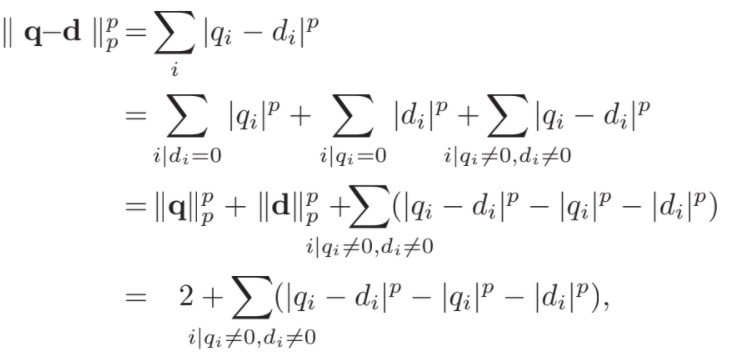 ‖ q–d ‖_p^p = ∑_i |q_i − d_i|^p
= ∑_{i|d_i=0} |q_i|^p + ∑_{i|q_i=0} |d_i|^p + ∑_{i|q_i≠0,d_i≠0} |q_i − d_i|^p
= ‖q‖_p^p + ‖d‖_p^p + ∑_{i|q_i≠0,d_i≠0} (|q_i − d_i|^p − |q_i|^p − |d_i|^p)
= 2 + ∑_{i|q_i≠0,d_i≠0} (|q_i − d_i|^p − |q_i|^p − |d_i|^p),